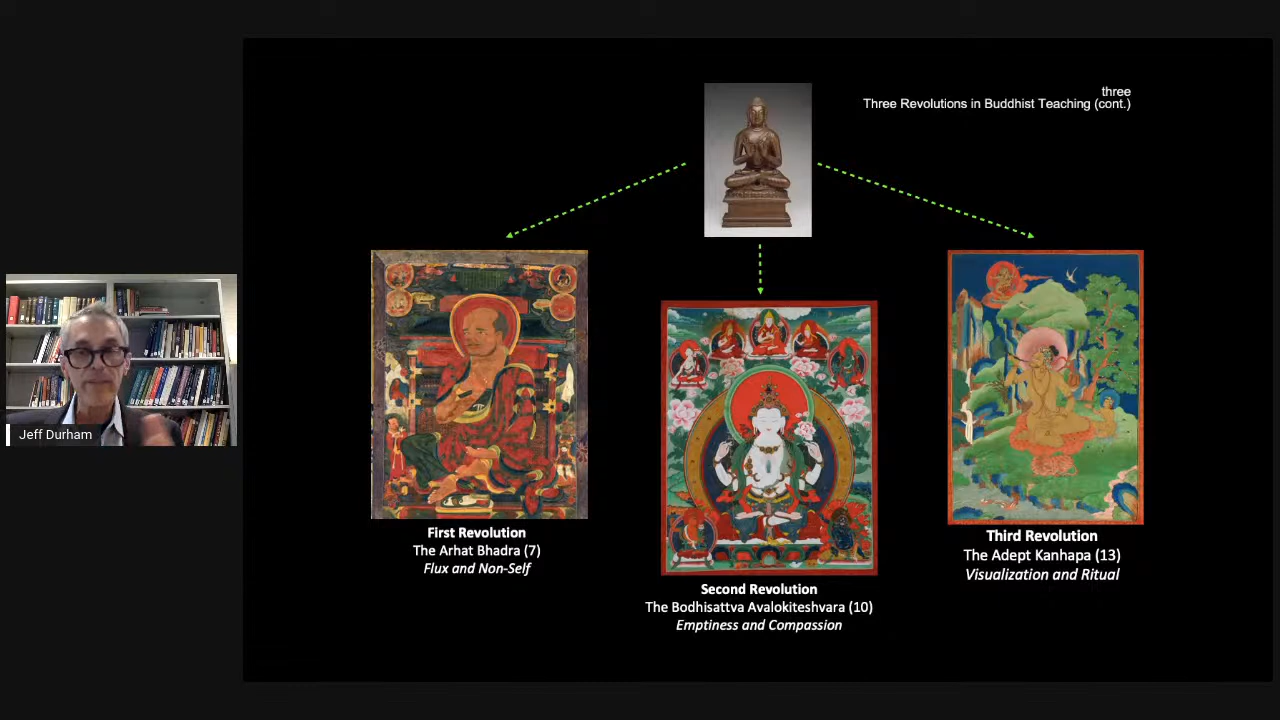 three
Three Revolutions in Buddhist Teaching (cont.)
Jeff Durham
First Revolution
The Arhat Bhadra (7)
Flux and Non-Self
Second Revolution
The Bodhisattva Avalokiteshvara (10)
Emptiness and Compassion
Third Revolution
The Adept Kanhapa (13)
Visualization and Ritual